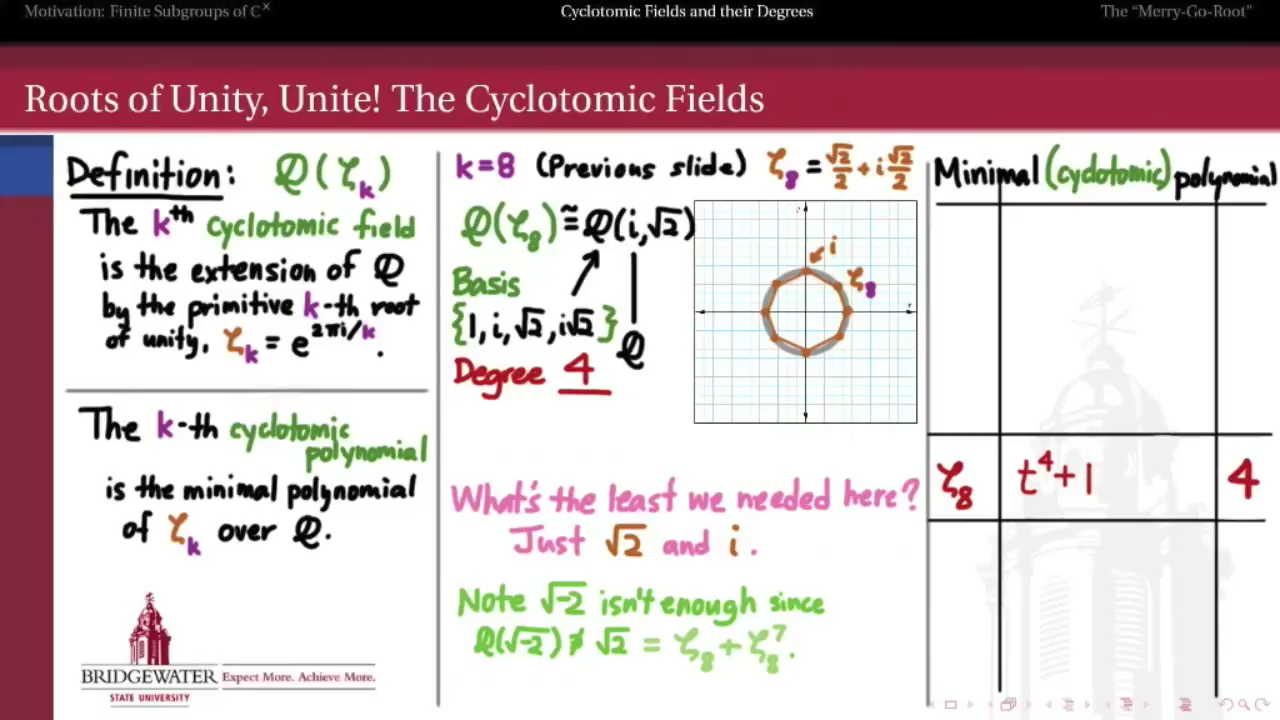 Motivation: Finite Subgroups of ℂ× Cyclotomic Fields and their Degrees The "Merry-Go-Root"
Roots of Unity, Unite! The Cyclotomic Fields
Definition: ℚ(ζ_k)
The k^th cyclotomic field
is the extension of ℚ
by the primitive k-th root
of unity, ζ_k = e^{2πi/k}.
The k-th cyclotomic
polynomial
is the minimal polynomial
of ζ_k over ℚ.
BRIDGEWATER
STATE UNIVERSITY
Expect More. Achieve More.
k=8 (Previous slide) ζ_8 = √2/2 + i √2/2
ℚ(ζ_8) ≅ ℚ(i,√2)
Basis
{1, i, √2, i√2}
ℚ
Degree 4
i
ζ_8
What's the least we needed here?
Just √2 and i.
Note √-2 isn't enough since
ℚ(√-2) ∌ √2 = ζ_8 + ζ_8^7.
Minimal (cyclotomic) polynomial
ζ_8 t^4+1 4